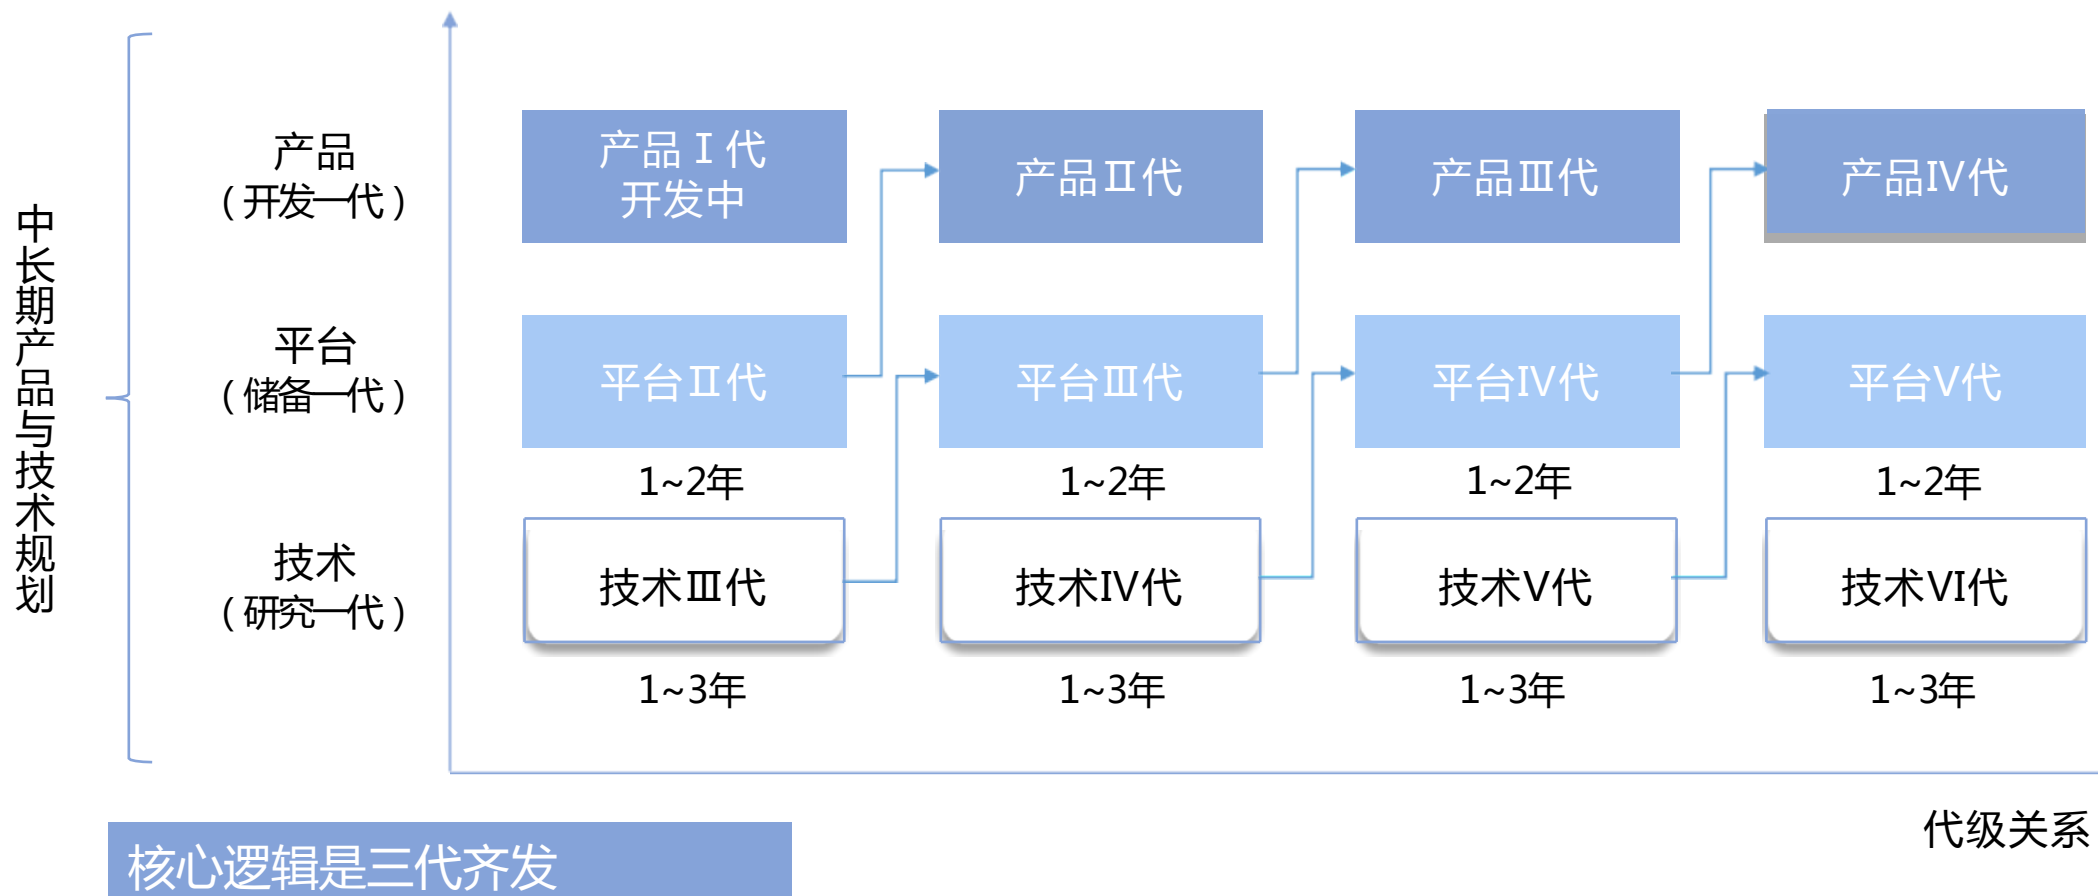 中长期产品与技术规划
产品
（开发一代）
产品Ⅰ代
开发中
产品Ⅱ代
产品Ⅲ代
产品Ⅳ代
平台
（储备一代）
平台Ⅱ代
平台Ⅲ代
平台Ⅳ代
平台Ⅴ代
1~2年
1~2年
1~2年
1~2年
技术
（研究一代）
技术Ⅲ代
技术Ⅳ代
技术Ⅴ代
技术Ⅵ代
1~3年
1~3年
1~3年
1~3年
代级关系
核心逻辑是三代齐发